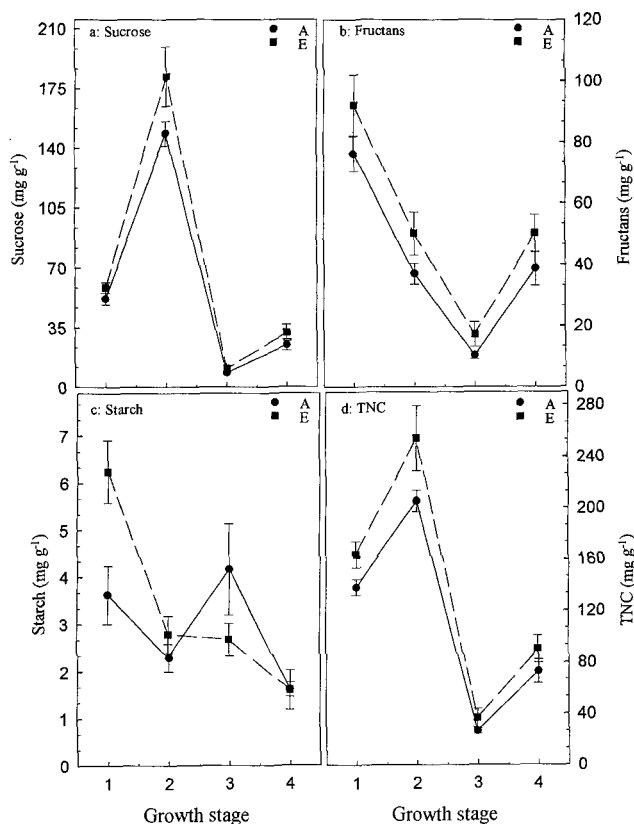 a: Sucrose
A
E
210
175
140
105
70
35
0
Sucrose (mg g-1)
b: Fructans
A
E
120
100
80
60
40
20
0
Fructans (mg g-1)
c: Starch
A
E
7
6
5
4
3
2
1
0
Starch (mg g-1)
1 2 3 4
Growth stage
d: TNC
A
E
280
240
200
160
120
80
40
0
TNC (mg g-1)
1 2 3 4
Growth stage